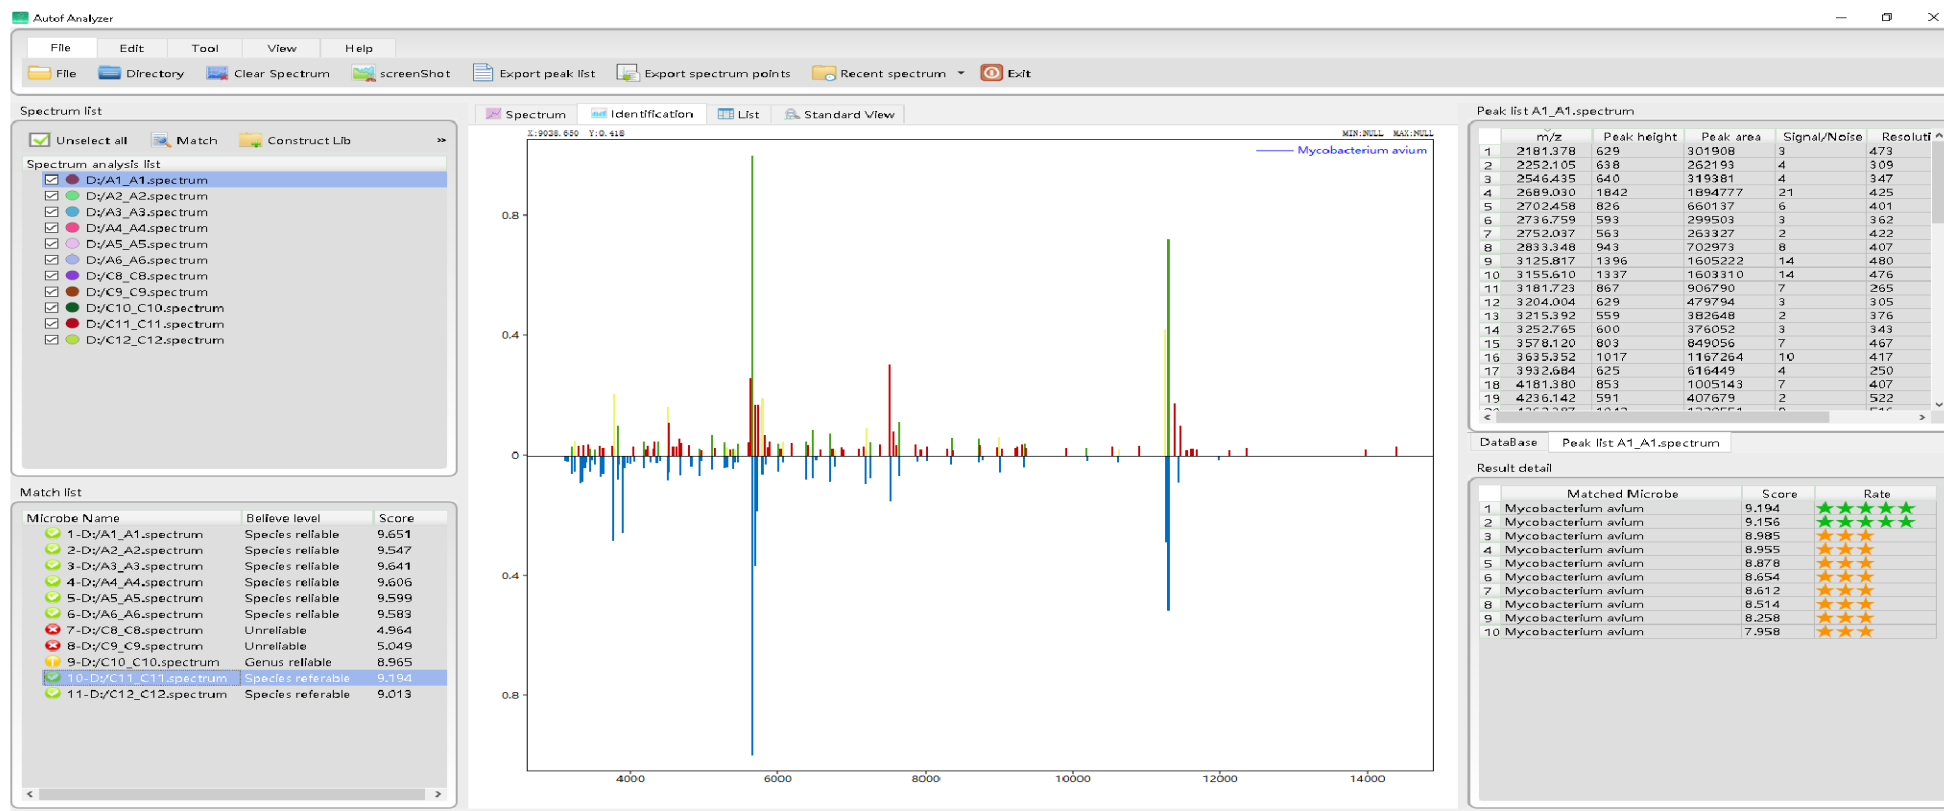 Autof Analyzer
File Edit Tool View Help
File Directory Clear Spectrum screenShot Export peak list Export spectrum points Recent spectrum Exit
Spectrum list
Unselect all Match Construct Lib »
Spectrum analysis list
D:/A1_A1.spectrum
D:/A2_A2.spectrum
D:/A3_A3.spectrum
D:/A4_A4.spectrum
D:/A5_A5.spectrum
D:/A6_A6.spectrum
D:/C8_C8.spectrum
D:/C9_C9.spectrum
D:/C10_C10.spectrum
D:/C11_C11.spectrum
D:/C12_C12.spectrum
Match list
Microbe Name Believe level Score
1-D:/A1_A1.spectrum Species reliable 9.651
2-D:/A2_A2.spectrum Species reliable 9.547
3-D:/A3_A3.spectrum Species reliable 9.641
4-D:/A4_A4.spectrum Species reliable 9.606
5-D:/A5_A5.spectrum Species reliable 9.599
6-D:/A6_A6.spectrum Species reliable 9.583
7-D:/C8_C8.spectrum Unreliable 4.964
8-D:/C9_C9.spectrum Unreliable 5.049
9-D:/C10_C10.spectrum Genus reliable 8.965
10-D:/C11_C11.spectrum Species referable 9.194
11-D:/C12_C12.spectrum Species referable 9.013
Spectrum Identification List Standard View
X:9028.650 Y:0.418 MIN:NULL MAX:NULL
Mycobacterium avium
0.8
0.4
0
0.4
0.8
4000 6000 8000 10000 12000 14000
Peak list A1_A1.spectrum
m/z Peak height Peak area Signal/Noise Resoluti
1 2181.378 629 301908 3 473
2 2252.105 638 262193 4 309
3 2546.435 640 319381 4 347
4 2689.030 1842 1894777 21 425
5 2702.458 826 660137 6 401
6 2736.759 593 299503 3 362
7 2752.037 563 263327 2 422
8 2833.348 943 702973 8 407
9 3125.817 1396 1605222 14 480
10 3155.610 1337 1603310 14 476
11 3181.723 867 906790 7 265
12 3204.004 629 479794 3 305
13 3215.392 559 382648 2 376
14 3252.765 600 376052 3 343
15 3578.120 803 849056 7 467
16 3635.352 1017 1167264 10 417
17 3932.684 625 616449 4 250
18 4181.380 853 1005143 7 407
19 4236.142 591 407679 2 522
DataBase Peak list A1_A1.spectrum
Result detail
Matched Microbe Score Rate
1 Mycobacterium avium 9.194
2 Mycobacterium avium 9.156
3 Mycobacterium avium 8.985
4 Mycobacterium avium 8.955
5 Mycobacterium avium 8.878
6 Mycobacterium avium 8.654
7 Mycobacterium avium 8.612
8 Mycobacterium avium 8.514
9 Mycobacterium avium 8.258
10 Mycobacterium avium 7.958